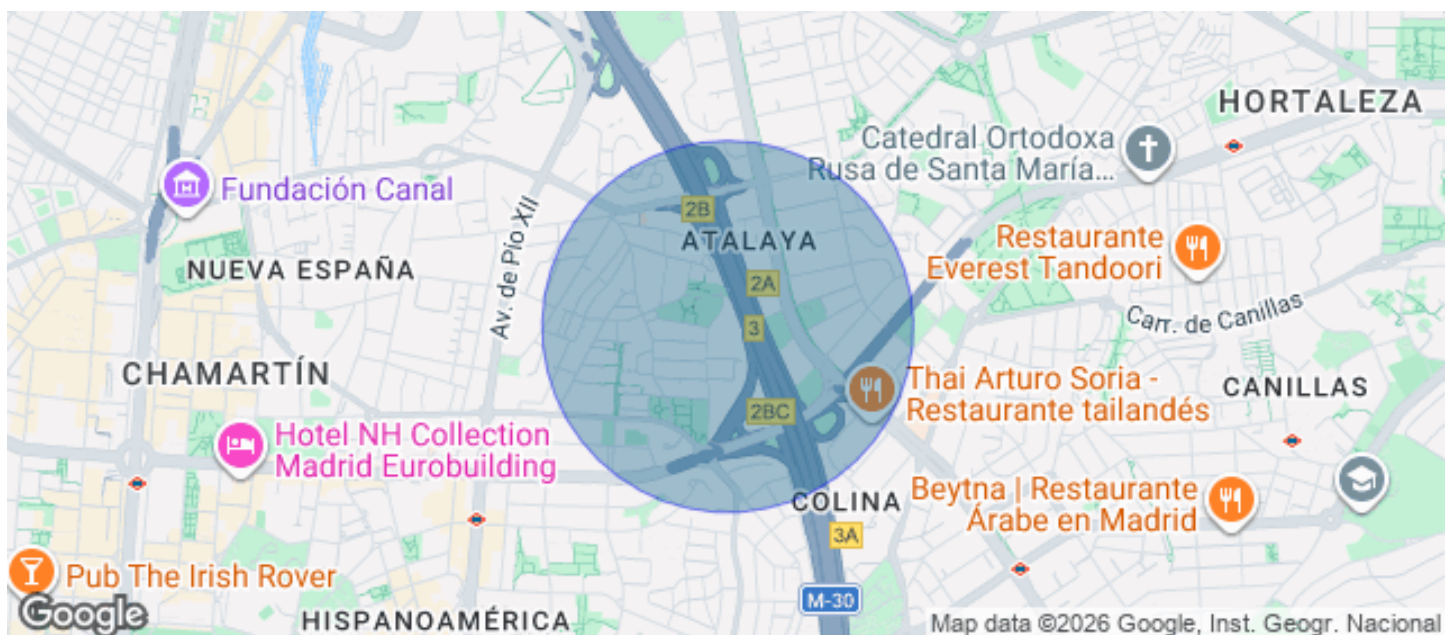 HORTALEZA
Catedral Ortodoxa
Rusa de Santa María...
Fundación Canal
2B
ATALAYA
Restaurante
Everest Tandoori
NUEVA ESPAÑA
Av. de Pío XII
2A
3
Carr. de Canillas
CHAMARTÍN
Thai Arturo Soria -
Restaurante tailandés
CANILLAS
2BC
Hotel NH Collection
Madrid Eurobuilding
COLINA
Beytna | Restaurante
Árabe en Madrid
3A
Pub The Irish Rover
M-30
Google
HISPANOAMÉRICA
Map data ©2026 Google, Inst. Geogr. Nacional